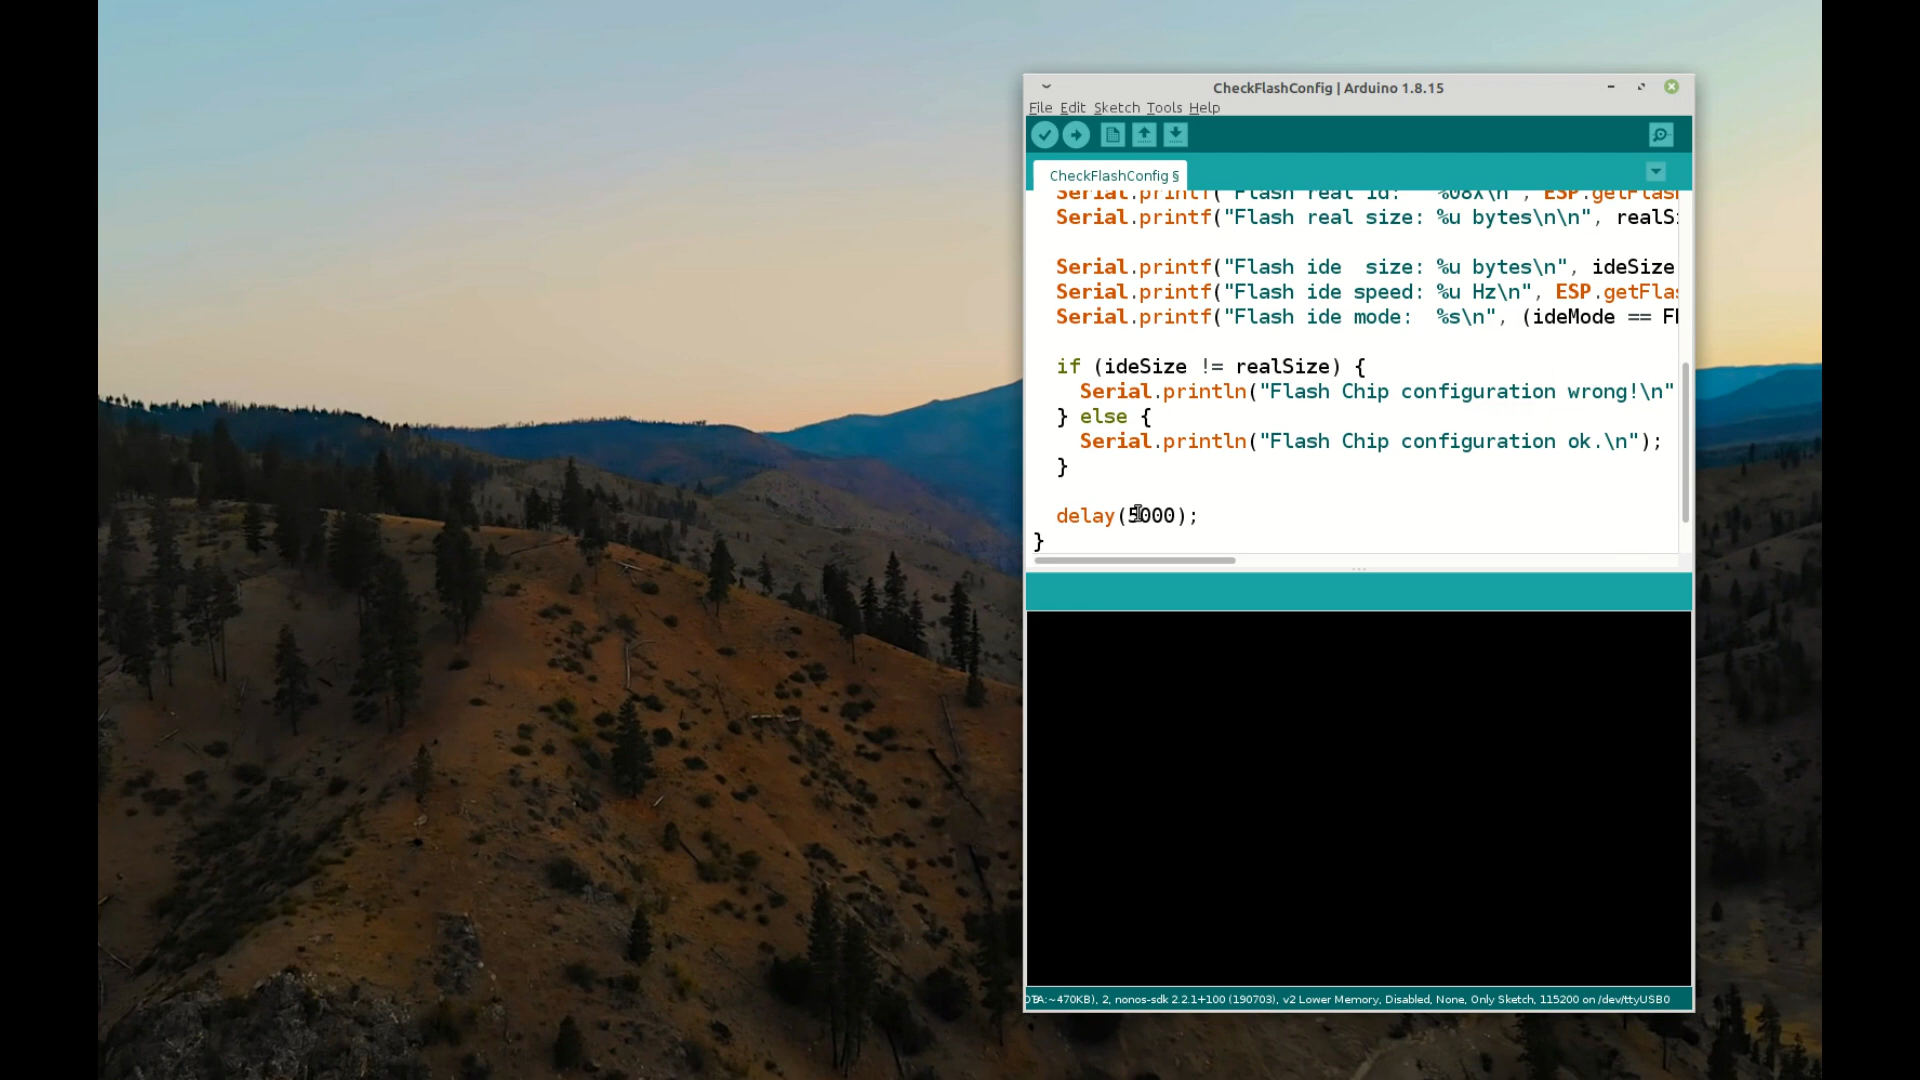 CheckFlashConfig | Arduino 1.8.15
File Edit Sketch Tools Help
CheckFlashConfig §
Serial.printf("Flash real id:   %08X\n", ESP.getFlas
Serial.printf("Flash real size: %u bytes\n\n", realS
Serial.printf("Flash ide  size: %u bytes\n", ideSize
Serial.printf("Flash ide speed: %u Hz\n", ESP.getFlas
Serial.printf("Flash ide mode:  %s\n", (ideMode == F
if (ideSize != realSize) {
Serial.println("Flash Chip configuration wrong!\n"
} else {
Serial.println("Flash Chip configuration ok.\n");
}
delay(5000);
}
~470KB), 2, nonos-sdk 2.2.1+100 (190703), v2 Lower Memory, Disabled, None, Only Sketch, 115200 on /dev/ttyUSB0